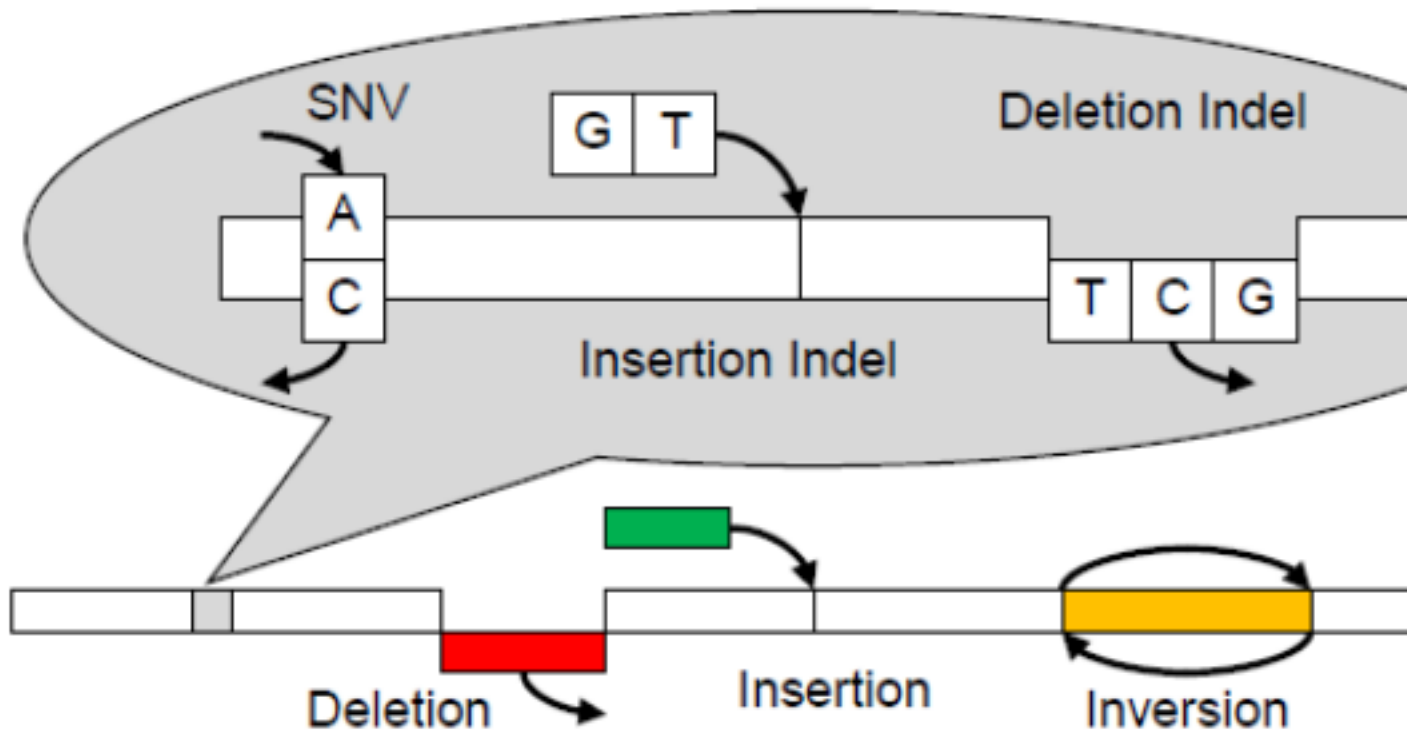 SNV
G T
Deletion Indel
A
C
T C G
Insertion Indel
Deletion
Insertion
Inversion